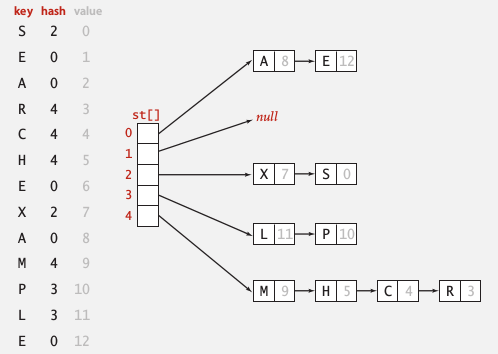 key hash value
S 2 0
E 0 1
A 0 2
R 4 3
C 4 4
H 4 5
E 0 6
X 2 7
A 0 8
M 4 9
P 3 10
L 3 11
E 0 12
st[]
0
1
2
3
4
A 8 E 12
null
X 7 S 0
L 11 P 10
M 9 H 5 C 4 R 3